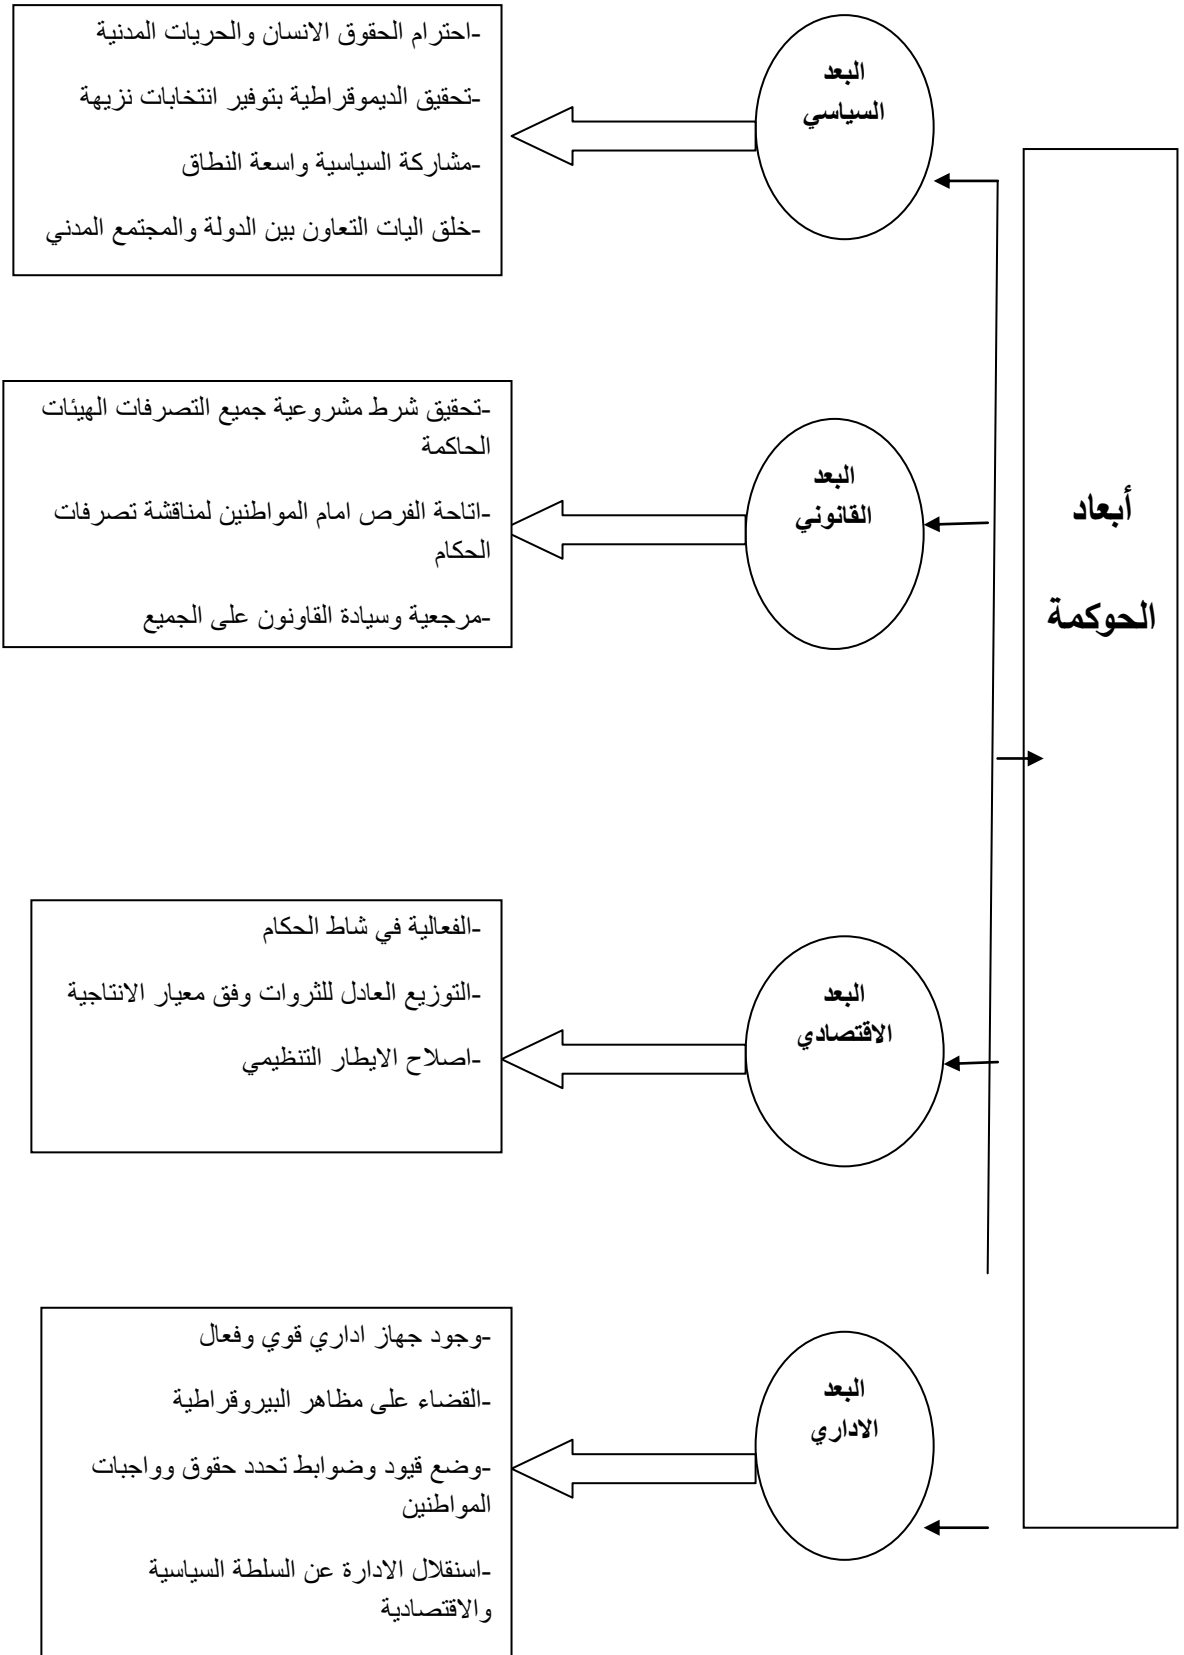 أبعاد
الحوكمة
البعد
السياسي
-احترام الحقوق الانسان والحريات المدنية
-تحقيق الديموقراطية بتوفير انتخابات نزيهة
-مشاركة السياسية واسعة النطاق
-خلق اليات التعاون بين الدولة والمجتمع المدني
البعد
القانوني
-تحقيق شرط مشروعية جميع التصرفات الهيئات
الحاكمة
-اتاحة الفرص امام المواطنين لمناقشة تصرفات
الحكام
-مرجعية وسيادة القاونون على الجميع
البعد
الاقتصادي
-الفعالية في شاط الحكام
-التوزيع العادل للثروات وفق معيار الانتاجية
-اصلاح الايطار التنظيمي
البعد
الاداري
-وجود جهاز اداري قوي وفعال
-القضاء على مظاهر البيروقراطية
-وضع قيود وضوابط تحدد حقوق وواجبات
المواطنين
-استقلال الادارة عن السلطة السياسية
والاقتصادية